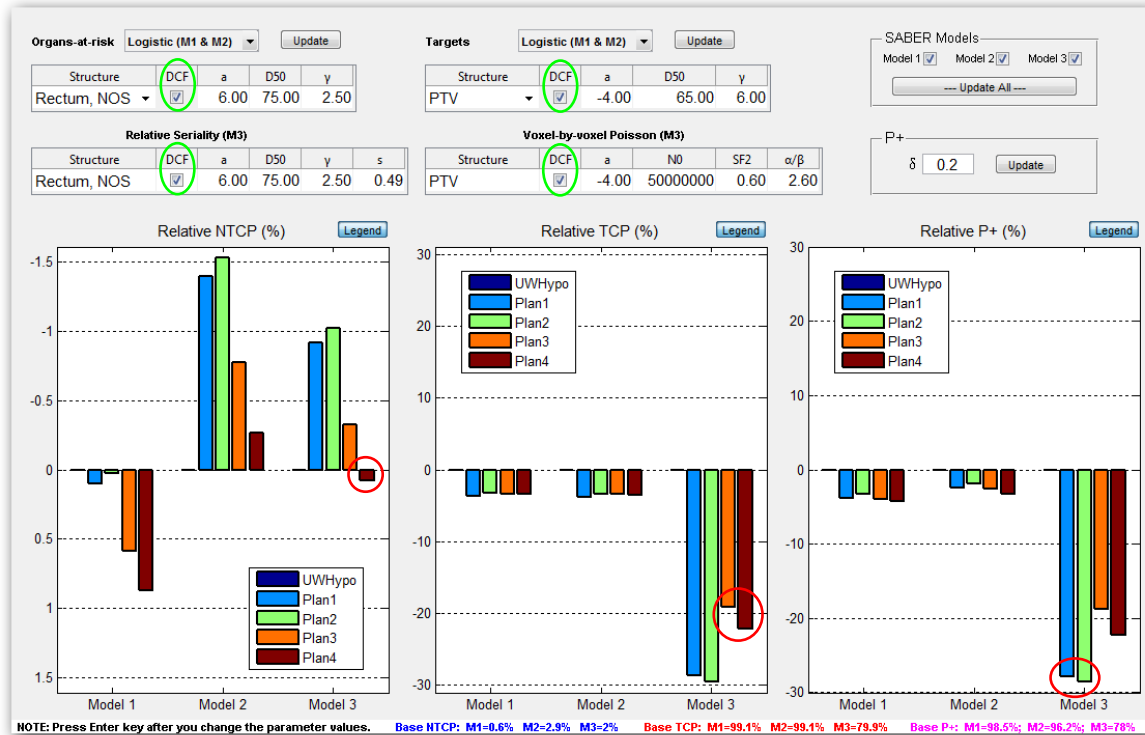 Organs-at-risk Logistic (M1 & M2) Update
Structure DCF a D50 γ
Rectum, NOS 6.00 75.00 2.50
Relative Seriality (M3)
Structure DCF a D50 γ s
Rectum, NOS 6.00 75.00 2.50 0.49
Targets Logistic (M1 & M2) Update
Structure DCF a D50 γ
PTV -4.00 65.00 6.00
Voxel-by-voxel Poisson (M3)
Structure DCF a N0 SF2 α/β
PTV -4.00 50000000 0.60 2.60
SABER Models
Model 1 Model 2 Model 3
--- Update All ---
P+
δ 0.2 Update
Relative NTCP (%) Legend
-1.5
-1
-0.5
0
0.5
1
1.5
UWHypo
Plan1
Plan2
Plan3
Plan4
Model 1 Model 2 Model 3
Relative TCP (%) Legend
30
20
10
0
-10
-20
-30
UWHypo
Plan1
Plan2
Plan3
Plan4
Model 1 Model 2 Model 3
Relative P+ (%) Legend
30
20
10
0
-10
-20
-30
UWHypo
Plan1
Plan2
Plan3
Plan4
Model 1 Model 2 Model 3
NOTE: Press Enter key after you change the parameter values. Base NTCP: M1=0.6% M2=2.9% M3=2% Base TCP: M1=99.1% M2=99.1% M3=79.9% Base P+: M1=98.5%; M2=96.2%; M3=78%